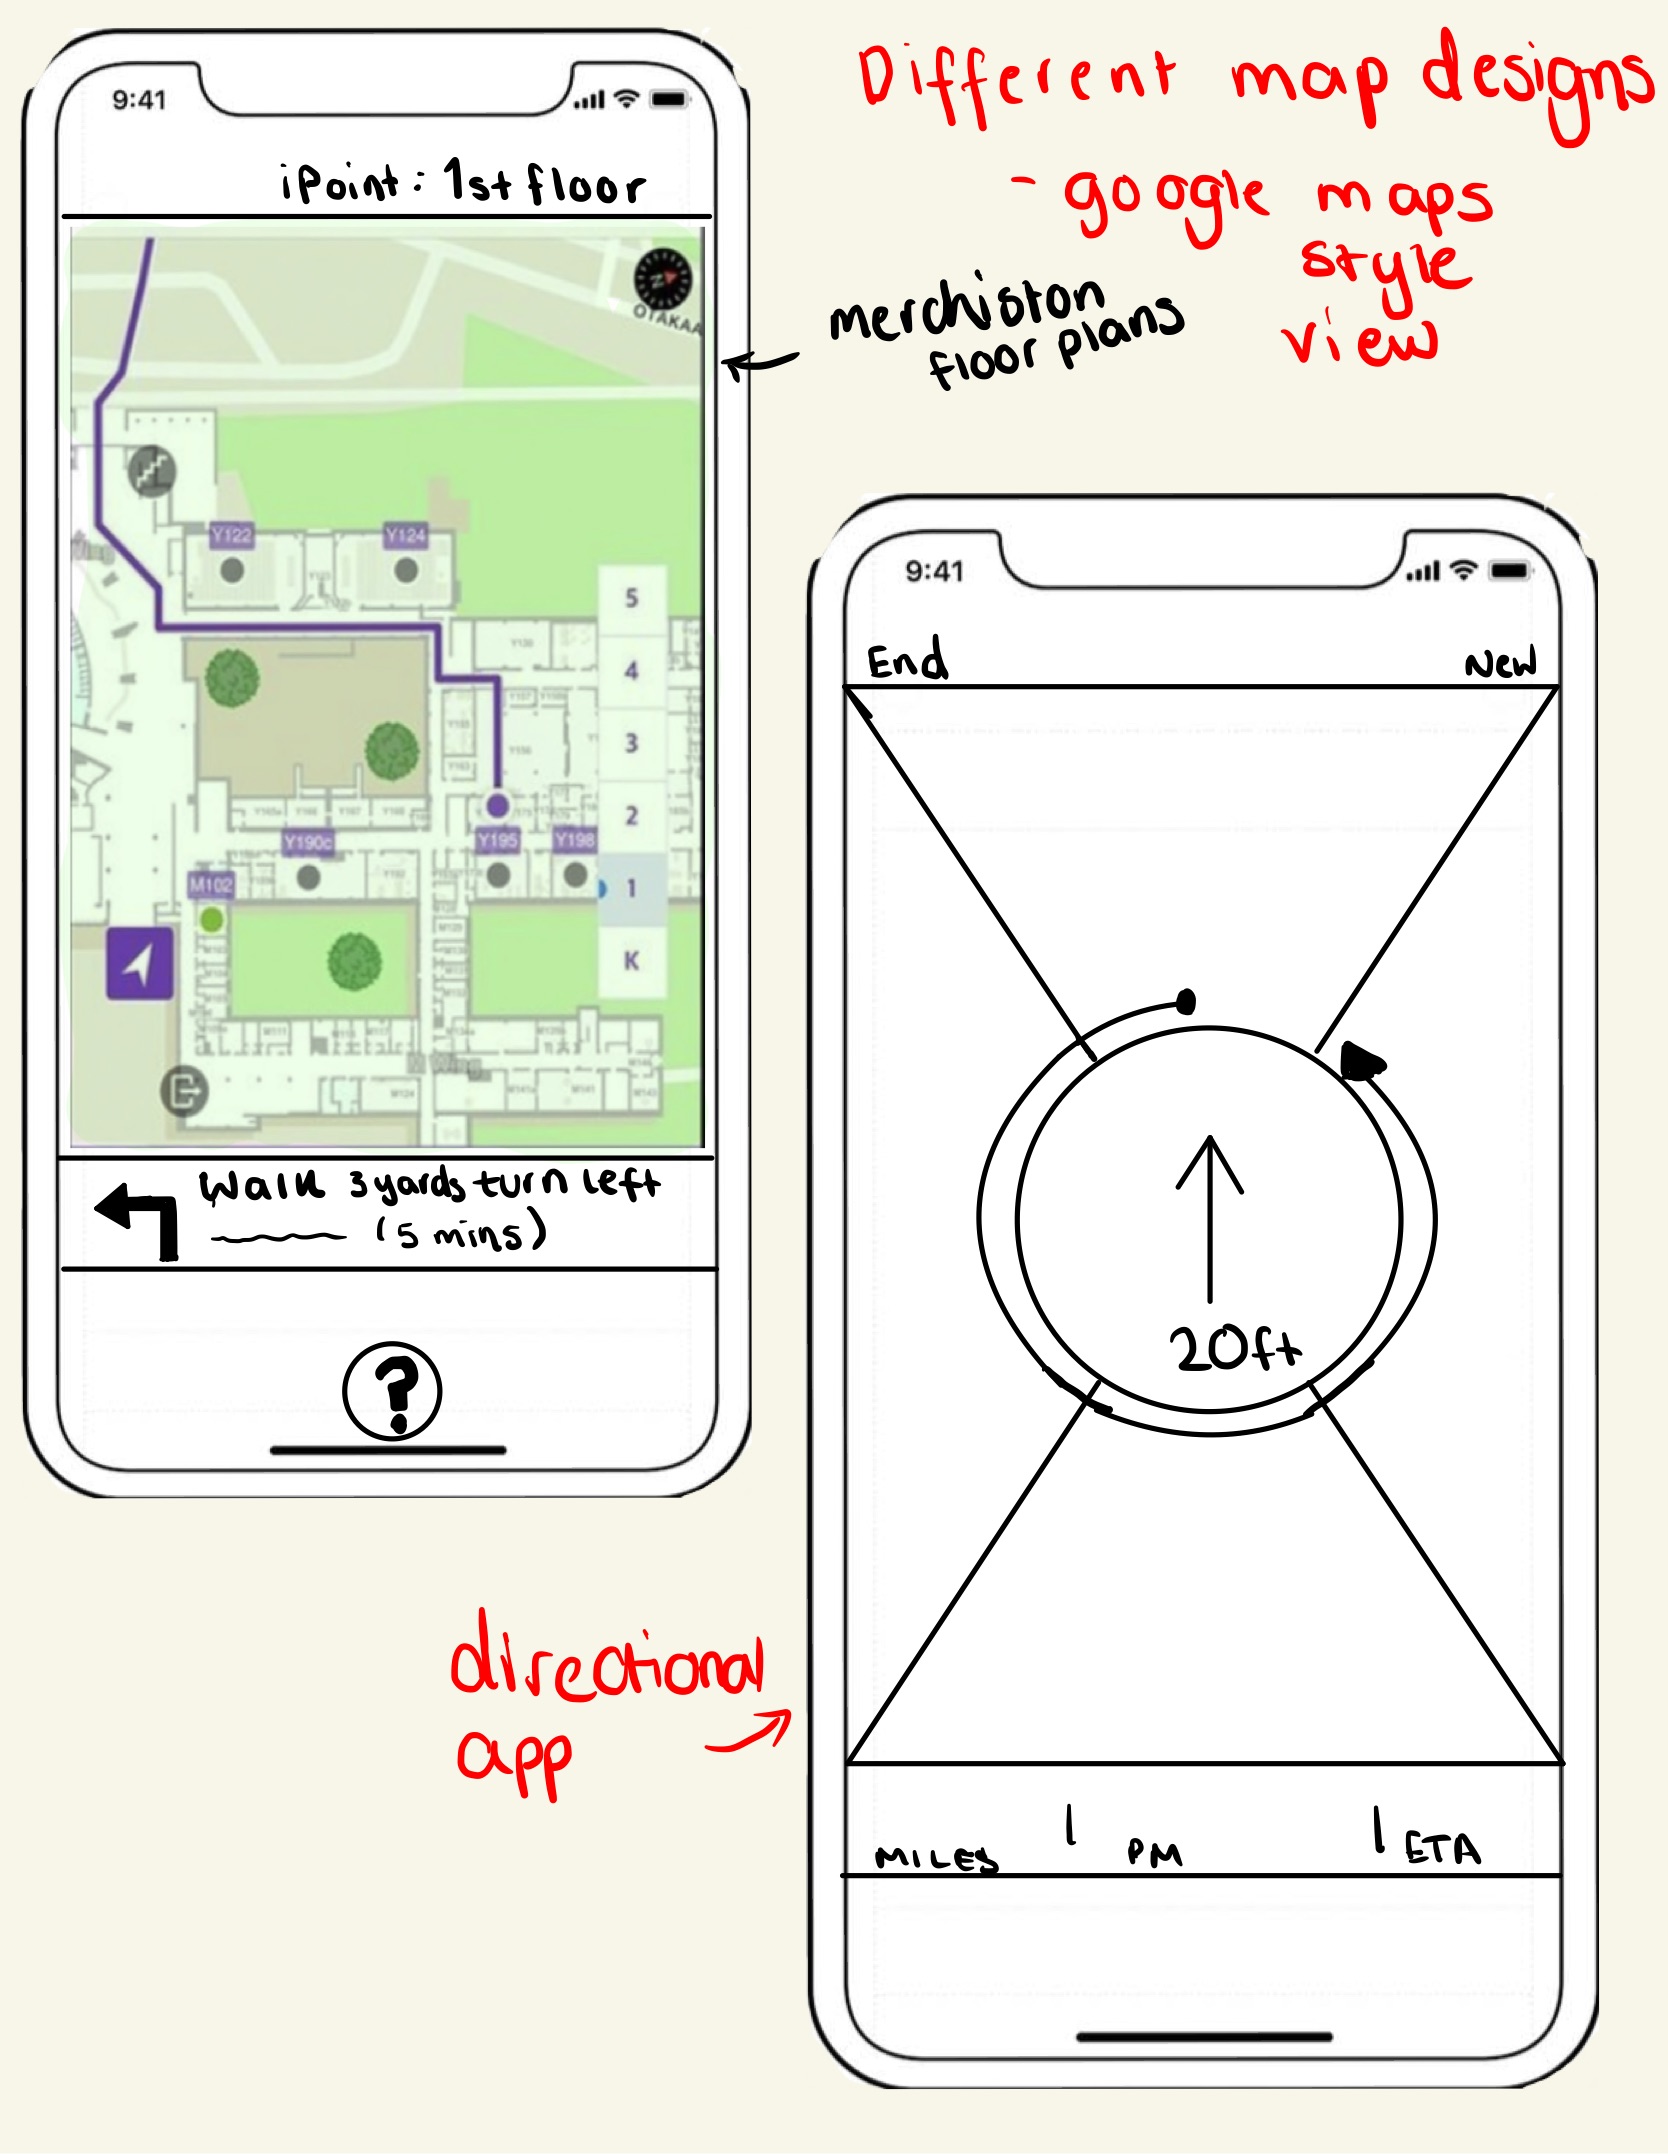 Different map designs
- google maps
style
view
9:41
iPoint: 1st floor
OTAKAA
merchiston
floor plans
Y122
Y124
5
4
3
2
1
K
Y190c
Y195
Y198
M102
Walk 3 yards turn left
(5 mins)
?
9:41
End
New
20ft
directional
app
MILES | PM | ETA